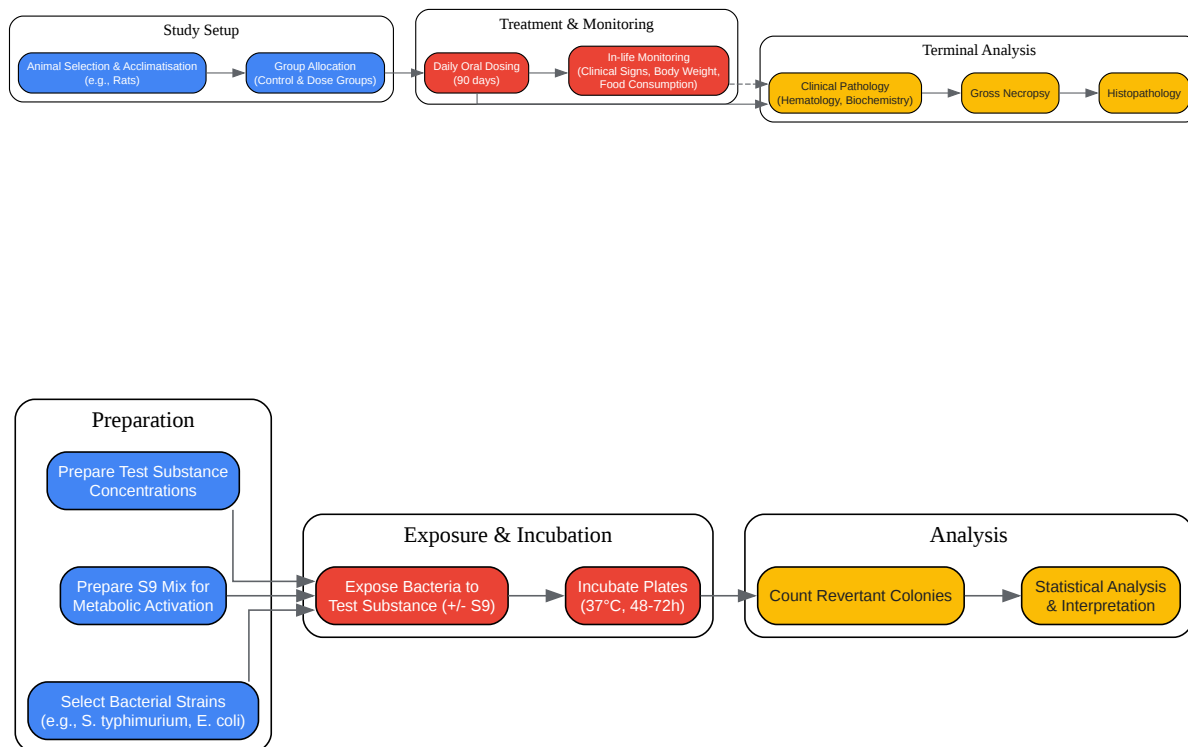 Study Setup
Animal Selection & Acclimatisation
(e.g., Rats)
Group Allocation
(Control & Dose Groups)
Treatment & Monitoring
Daily Oral Dosing
(90 days)
In-life Monitoring
(Clinical Signs, Body Weight,
Food Consumption)
Terminal Analysis
Clinical Pathology
(Hematology, Biochemistry)
Gross Necropsy
Histopathology
Preparation
Prepare Test Substance
Concentrations
Prepare S9 Mix for
Metabolic Activation
Select Bacterial Strains
(e.g., S. typhimurium, E. coli)
Exposure & Incubation
Expose Bacteria to
Test Substance (+/- S9)
Incubate Plates
(37°C, 48-72h)
Analysis
Count Revertant Colonies
Statistical Analysis
& Interpretation